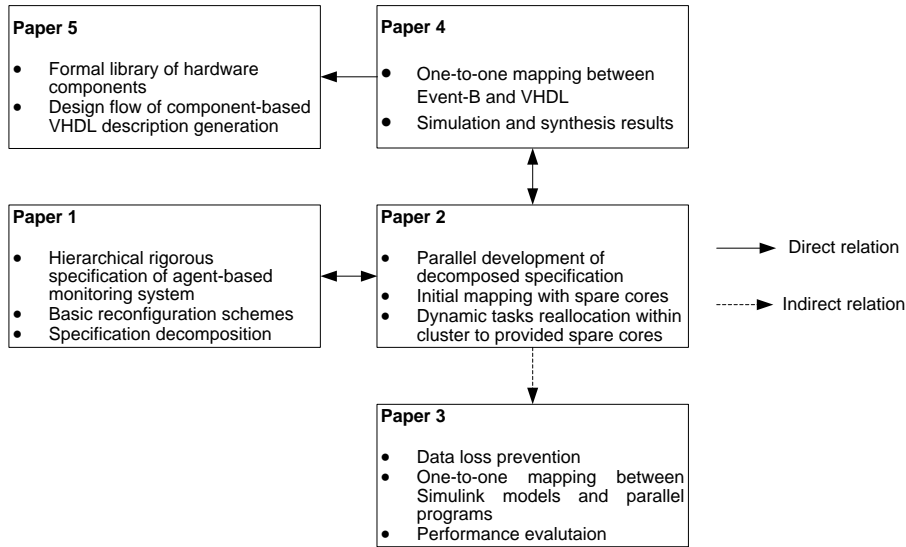 Paper 5
● Formal library of hardware
components
● Design flow of component-based
VHDL description generation
Paper 4
● One-to-one mapping between
Event-B and VHDL
● Simulation and synthesis results
Paper 1
● Hierarchical rigorous
specification of agent-based
monitoring system
● Basic reconfiguration schemes
● Specification decomposition
Paper 2
● Parallel development of
decomposed specification
● Initial mapping with spare cores
● Dynamic tasks reallocation within
cluster to provided spare cores
Direct relation
Indirect relation
Paper 3
● Data loss prevention
● One-to-one mapping between
Simulink models and parallel
programs
● Performance evalutaion